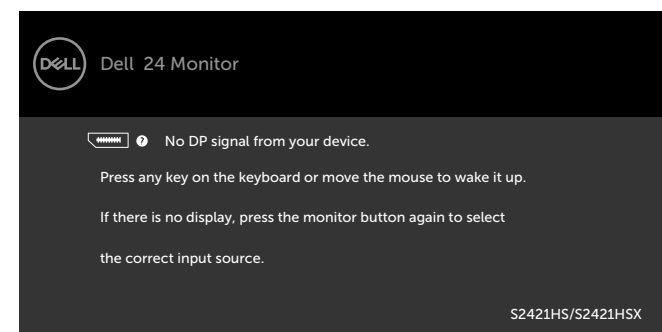 DELL
Dell 24 Monitor
? No DP signal from your device.
Press any key on the keyboard or move the mouse to wake it up.
If there is no display, press the monitor button again to select
the correct input source.
S2421HS/S2421HSX